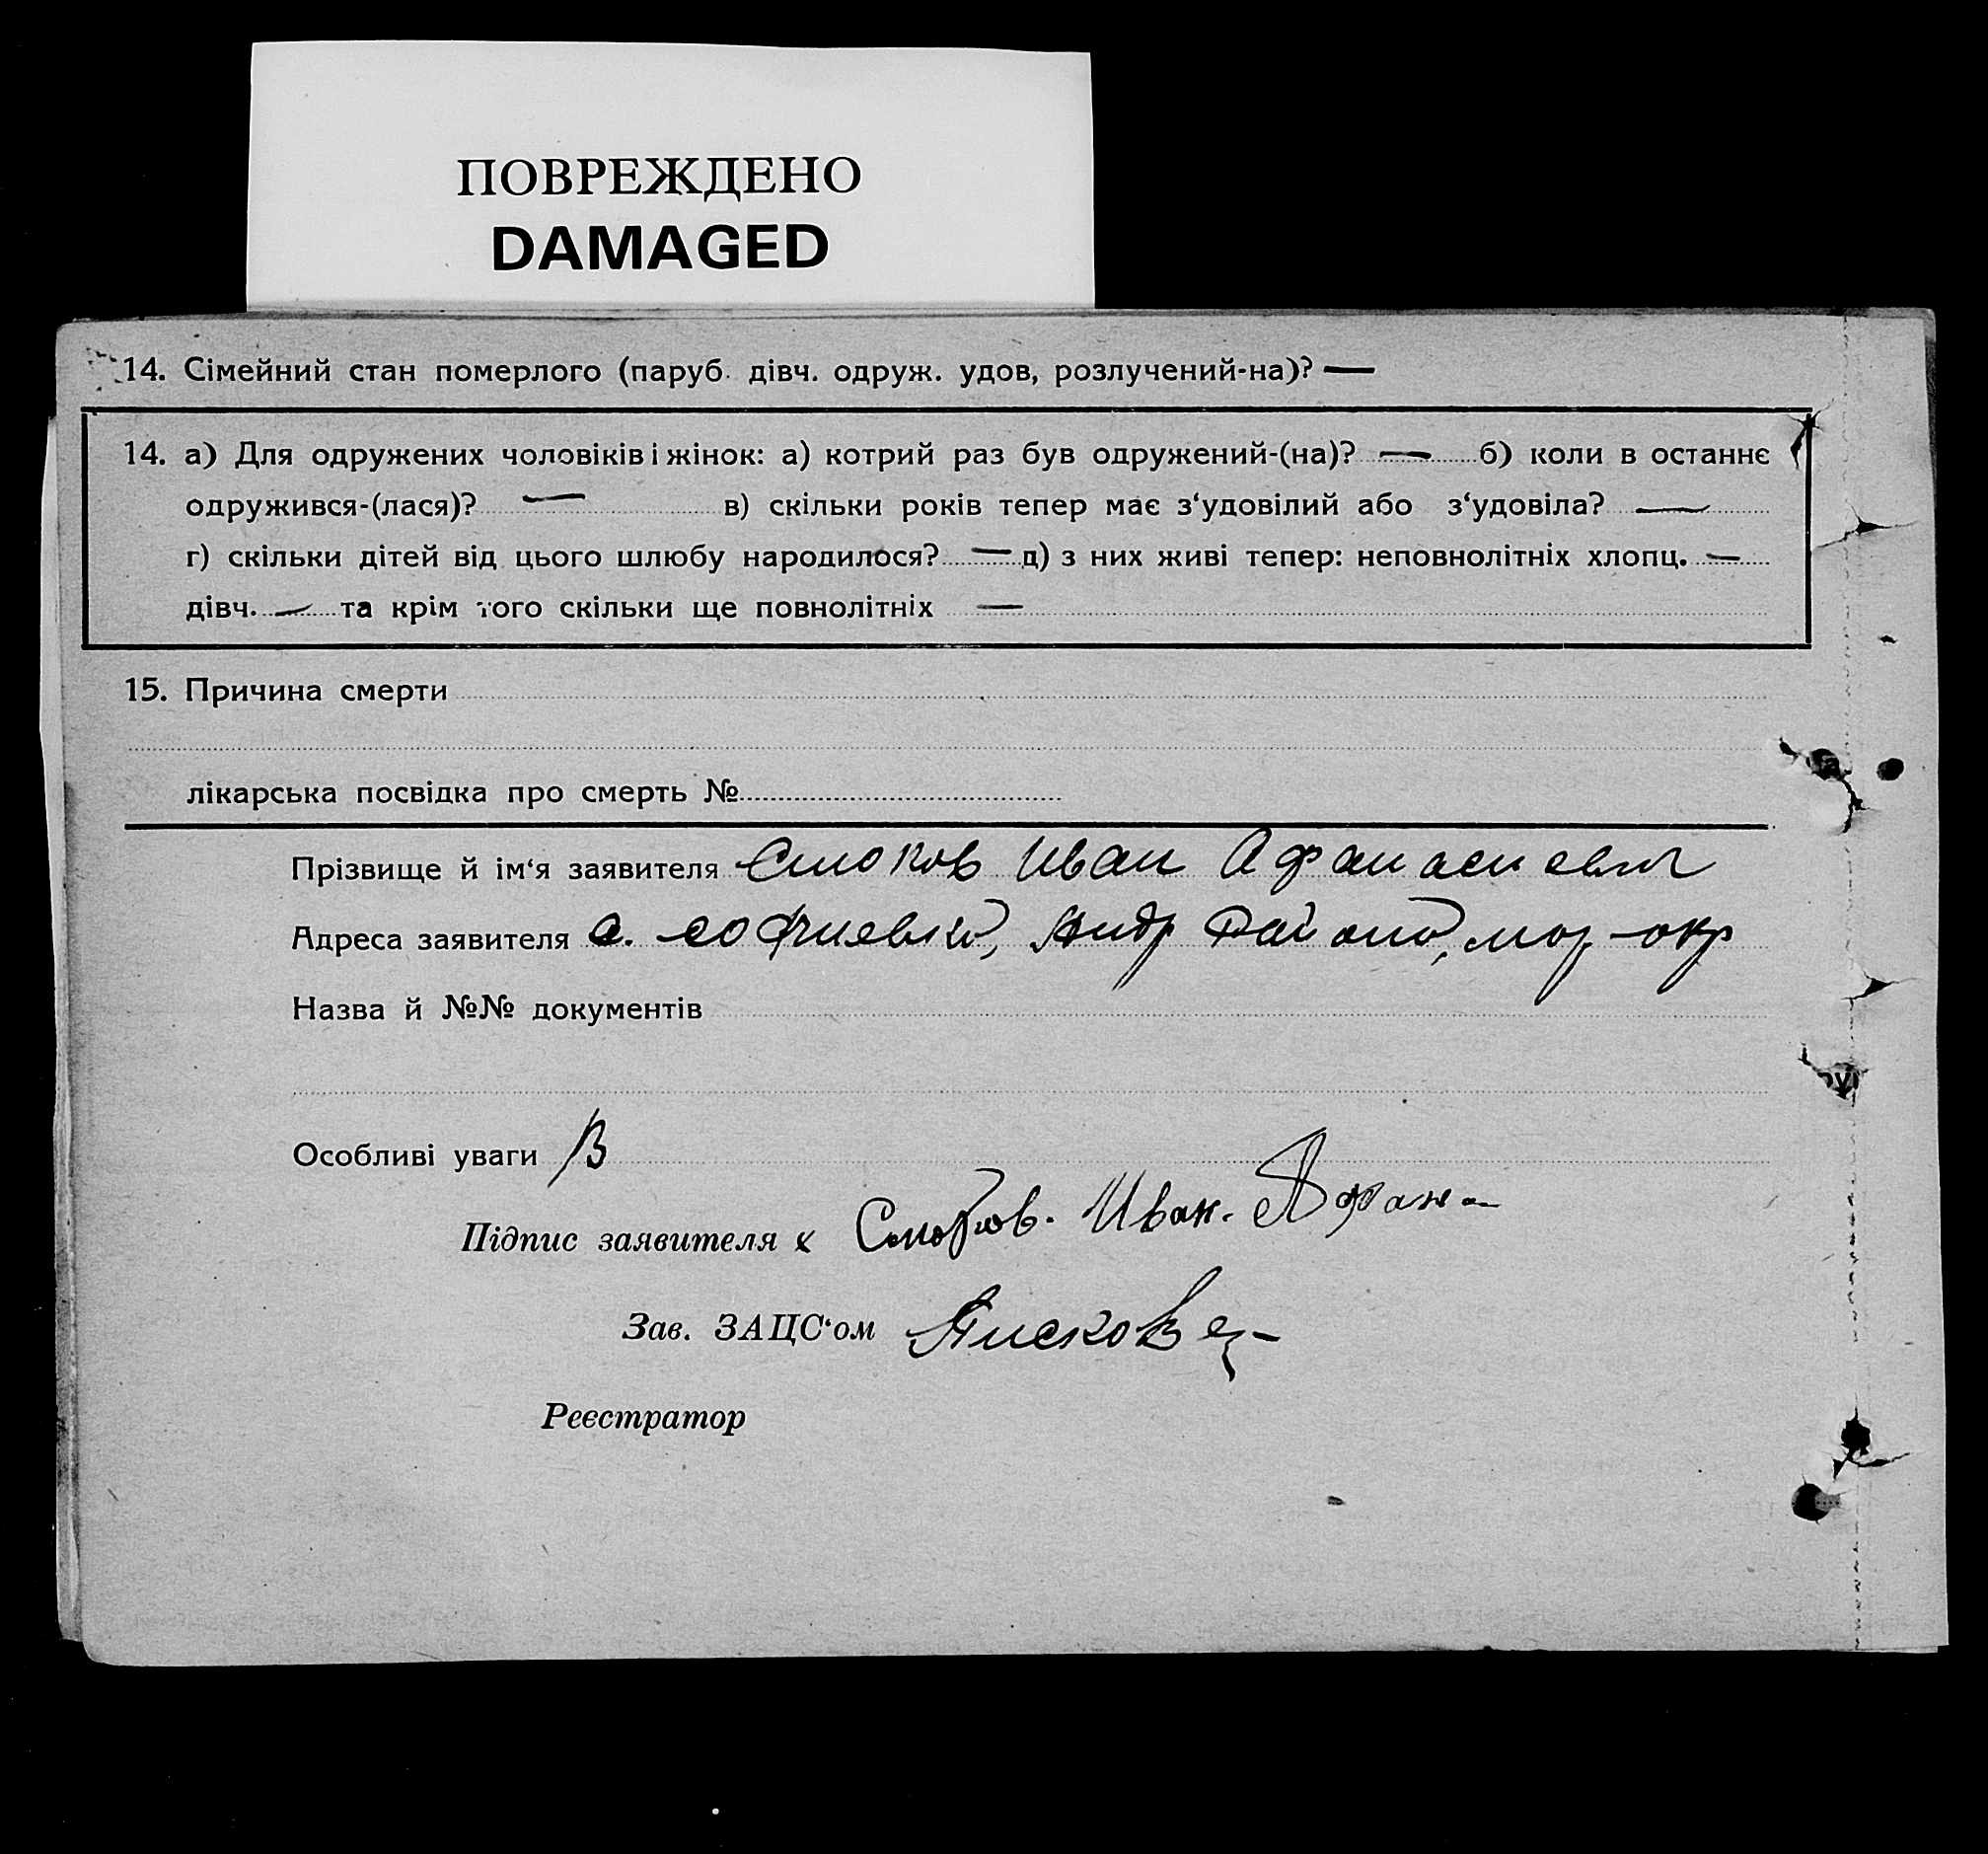 ПОВРЕЖДЕНО
DAMAGED
14. Сімейний стан померлого (паруб. дівч. одруж. удов, розлучений-на)? —
14. а) Для одружених чоловіків і жінок: а) котрий раз був одружений-(на)? — б) коли в останнє
одружився-(лася)? — в) скільки років тепер має з‘удовілий або з‘удовіла? —
г) скільки дітей від цього шлюбу народилося? — д) з них живі тепер: неповнолітніх хлопц. —
дівч. — та крім того скільки ще повнолітніх —
15. Причина смерти
лікарська посвідка про смерть №
Прізвище й ім‘я заявителя Иван
Адреса заявителя с.
Назва й №№ документів
Особливі уваги В
Підпис заявителя х Иван. Афана
Зав. ЗАЦС‘ом
Реєстратор